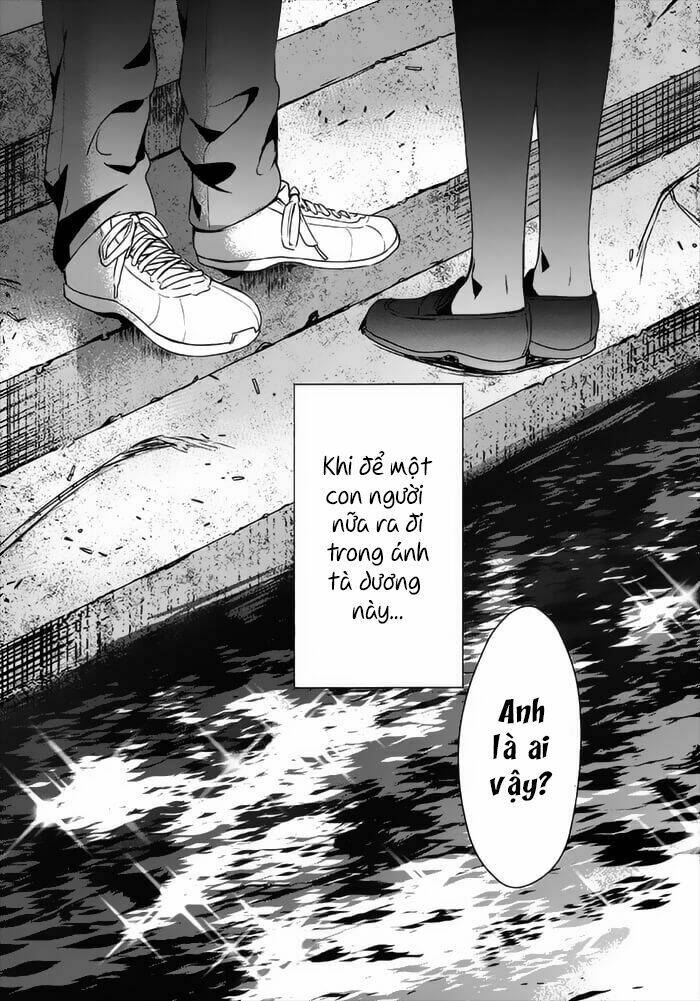 Khi để một
con người
nữa ra đi
trong ánh
tà dương
này...
Anh
là ai
vậy?